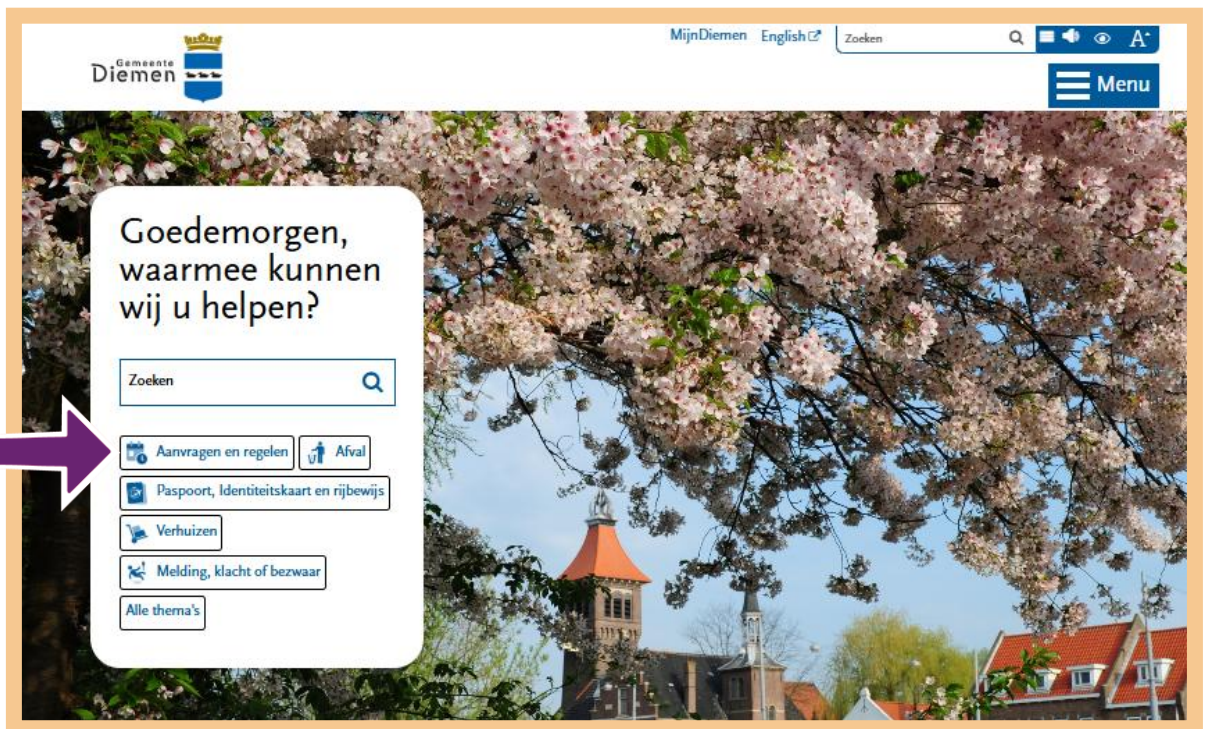 Gemeente
Diemen
MijnDiemen English Zoeken A
Menu
Goedemorgen,
waarmee kunnen
wij u helpen?
Zoeken
Aanvragen en regelen Afval
Paspoort, Identiteitskaart en rijbewijs
Verhuizen
Melding, klacht of bezwaar
Alle thema's